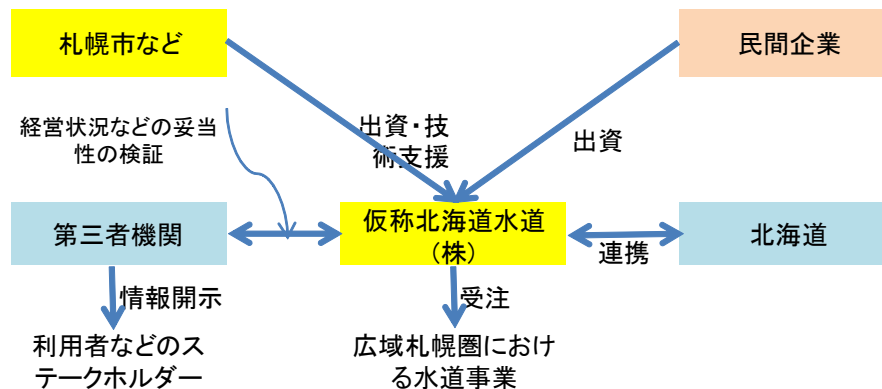 札幌市など
民間企業
経営状況などの妥当
性の検証
出資・技
術支援
出資
第三者機関
仮称北海道水道
（株）
連携
北海道
情報開示
受注
利用者などのス
テークホルダー
広域札幌圏におけ
る水道事業